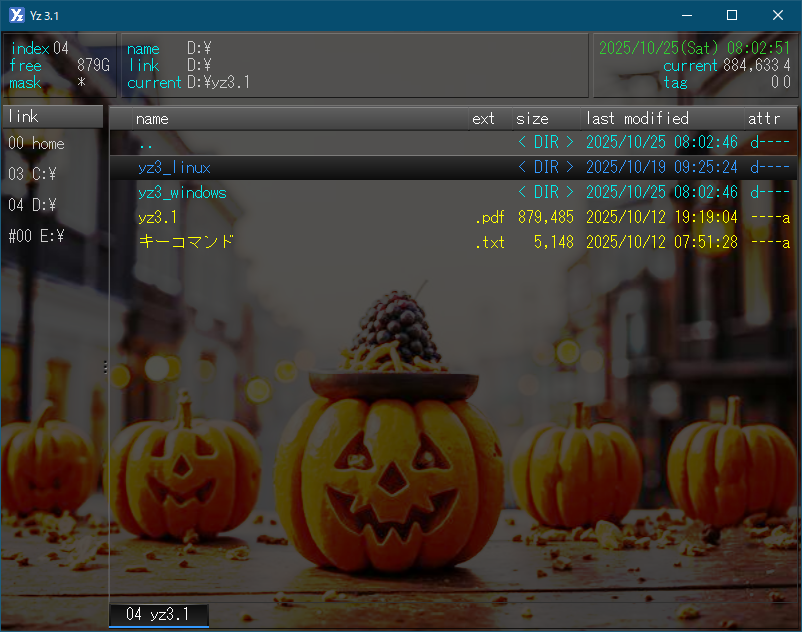 Yz 3.1
index 04
free 879G
mask *
name D:¥
link D:¥
current D:¥yz3.1
2025/10/25(Sat) 08:02:51
current 884,633 4
tag 0 0
link
00 home
03 C:¥
04 D:¥
#00 E:¥
name ext size last modified attr
.. < DIR > 2025/10/25 08:02:46 d----
yz3_linux < DIR > 2025/10/19 09:25:24 d----
yz3_windows < DIR > 2025/10/25 08:02:46 d----
yz3.1 .pdf 879,485 2025/10/12 19:19:04 ----a
キーコマンド .txt 5,148 2025/10/12 07:51:28 ----a
04 yz3.1